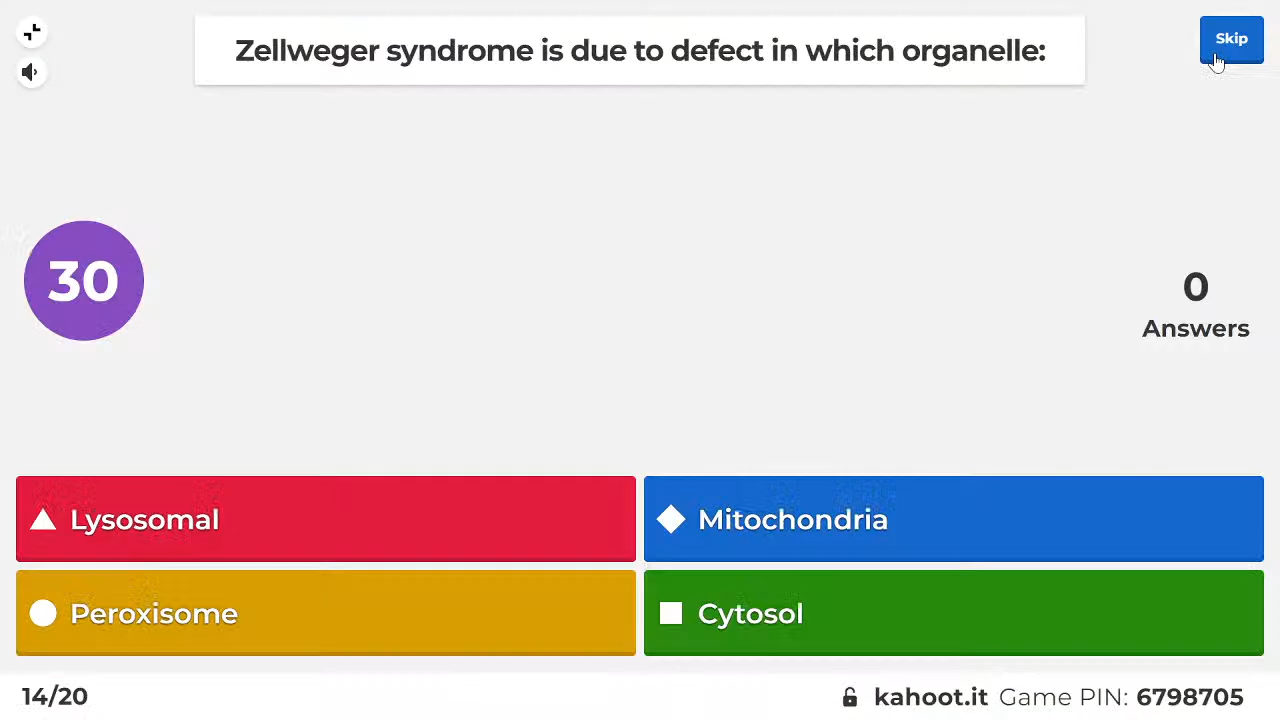 Zellweger syndrome is due to defect in which organelle:
Skip
30
0
Answers
Lysosomal
Mitochondria
Peroxisome
Cytosol
14/20
kahoot.it Game PIN: 6798705